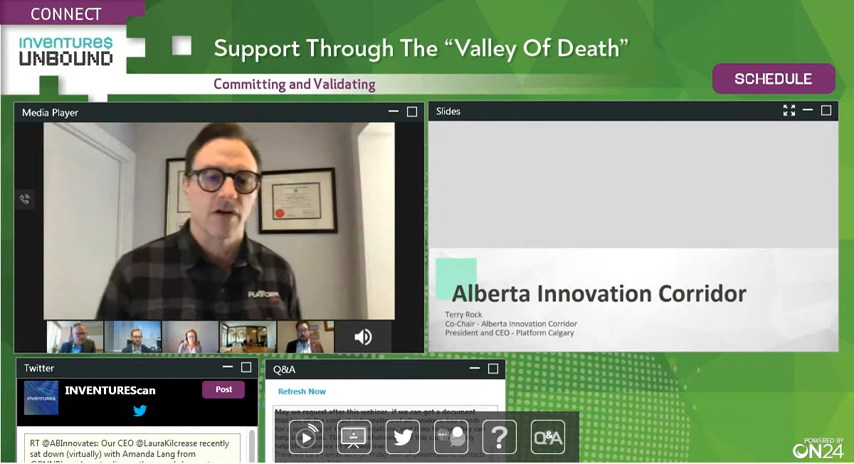 CONNECT
INVENTURE$
UNBOUND
Support Through The “Valley Of Death”
Committing and Validating
SCHEDULE
Media Player
PLATFORM
Slides
Alberta Innovation Corridor
Terry Rock
Co-Chair - Alberta Innovation Corridor
President and CEO - Platform Calgary
Twitter
INVENTUREScan
Post
RT @ABInnovates: Our CEO @LauraKilcrease recently
sat down (virtually) with Amanda Lang from
Q&A
Refresh Now
May we request after this webinar, if we can get a document
?
Q&A
POWERED BY
ON24